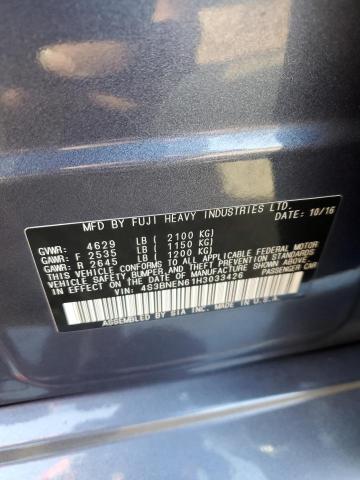 MFD BY FUJI HEAVY INDUSTRIES LTD.
DATE: 10/16
GVWR: 4629 LB ( 2100 KG)
GAWR: F 2535 LB ( 1150 KG)
GAWR: R 2645 LB ( 1200 KG)
THIS VEHICLE CONFORMS TO ALL APPLICABLE FEDERAL MOTOR
VEHICLE SAFETY, BUMPER AND THEFT PREVENTION STANDARDS
IN EFFECT ON THE DATE OF MANUFACTURE SHOWN ABOVE.
VIN: 4S3BNEN61H3033426 PASSENGER CAR
ASSEMBLED BY SIA INC. MADE IN U.S.A.